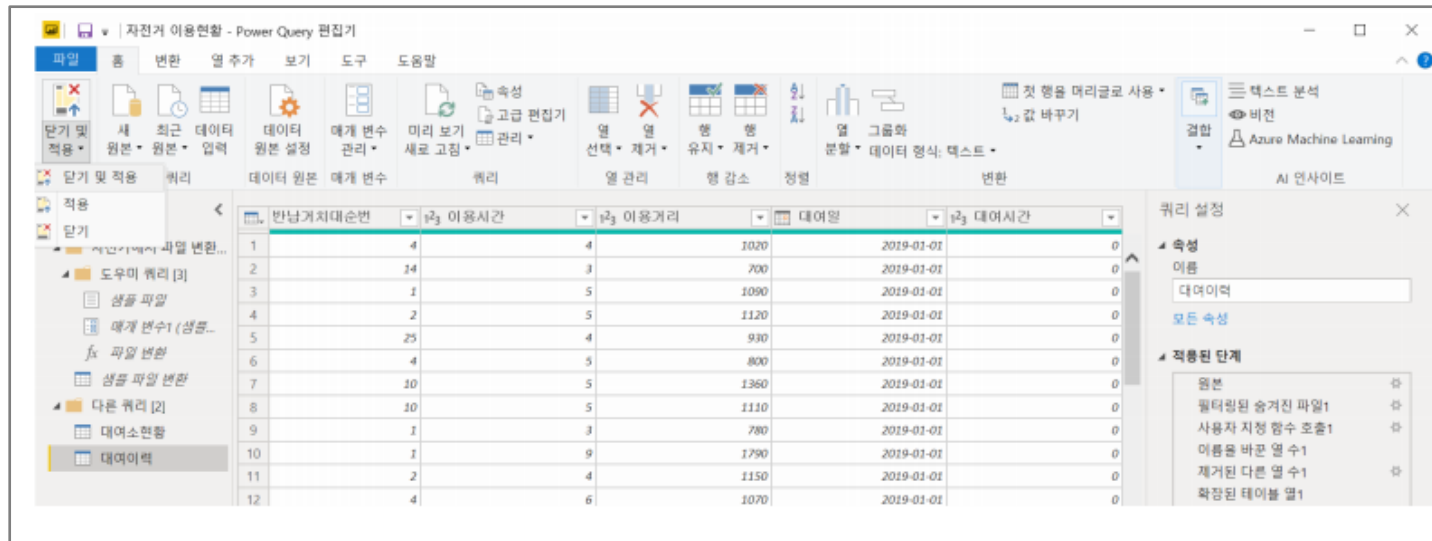 자전거 이용현황 - Power Query 편집기
파일 홈 변환 열 추가 보기 도구 도움말
닫기 및 적용
새 원본
최근 원본
데이터 입력
데이터 원본 설정
매개 변수 관리
미리 보기 새로 고침
속성
고급 편집기
관리
열 선택
열 제거
행 유지
행 제거
열 분할
그룹화
데이터 형식: 텍스트
첫 행을 머리글로 사용
값 바꾸기
결합
텍스트 분석
비전
Azure Machine Learning
닫기 및 적용
적용
닫기
쿼리 데이터 원본 매개 변수 쿼리 열 관리 행 감소 정렬 변환 AI 인사이트
파일 변환...
도우미 쿼리 [3]
샘플 파일
매개 변수1 (샘플...
fx 파일 변환
샘플 파일 변환
다른 쿼리 [2]
대여소현황
대여이력
반납거치대순번 123 이용시간 123 이용거리 대여일 123 대여시간
1 4 4 1020 2019-01-01 0
2 14 3 700 2019-01-01 0
3 1 5 1090 2019-01-01 0
4 2 5 1120 2019-01-01 0
5 25 4 930 2019-01-01 0
6 4 5 800 2019-01-01 0
7 10 5 1360 2019-01-01 0
8 10 5 1110 2019-01-01 0
9 1 3 780 2019-01-01 0
10 1 9 1790 2019-01-01 0
11 2 4 1150 2019-01-01 0
12 4 6 1070 2019-01-01 0
쿼리 설정
속성
이름
대여이력
모든 속성
적용된 단계
원본
필터링된 숨겨진 파일1
사용자 지정 함수 호출1
이름을 바꾼 열 수1
제거된 다른 열 수1
확장된 테이블 열1